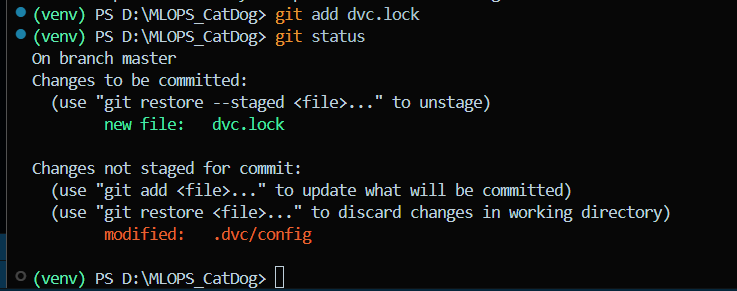 (venv) PS D:\MLOPS_CatDog> git add dvc.lock
(venv) PS D:\MLOPS_CatDog> git status
On branch master
Changes to be committed:
  (use "git restore --staged <file>..." to unstage)
        new file:   dvc.lock

Changes not staged for commit:
  (use "git add <file>..." to update what will be committed)
  (use "git restore <file>..." to discard changes in working directory)
        modified:   .dvc/config

(venv) PS D:\MLOPS_CatDog>